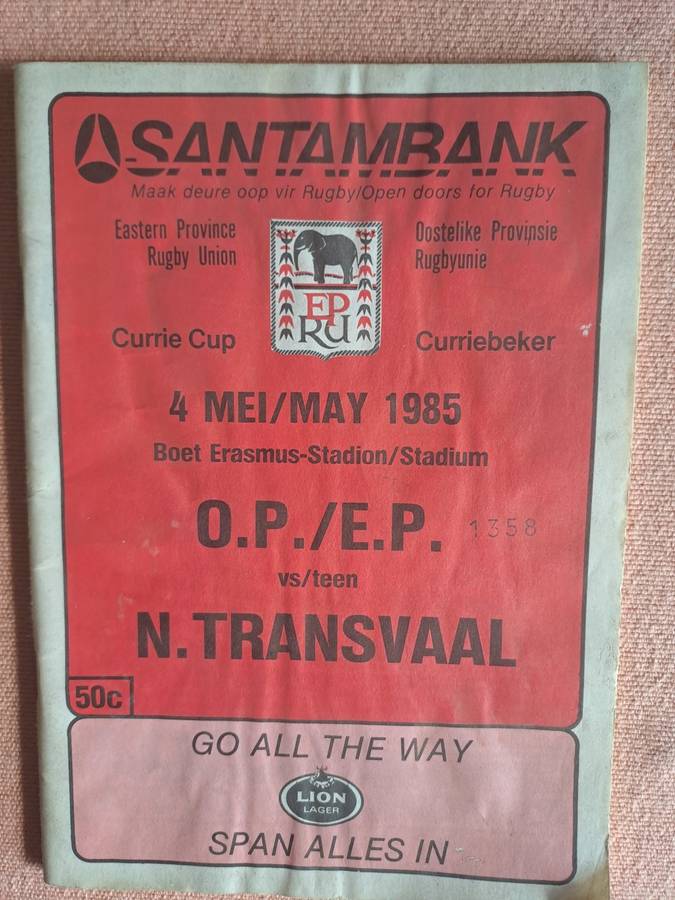 SANTAMBANK
Maak deure oop vir Rugby/Open doors for Rugby
Eastern Province
Rugby Union
Oostelike Provinsie
Rugbyunie
EP
RU
Currie Cup
Curriebeker
4 MEI/MAY 1985
Boet Erasmus-Stadion/Stadium
O.P./E.P.
1358
vs/teen
N.TRANSVAAL
50c
GO ALL THE WAY
LION
LAGER
SPAN ALLES IN